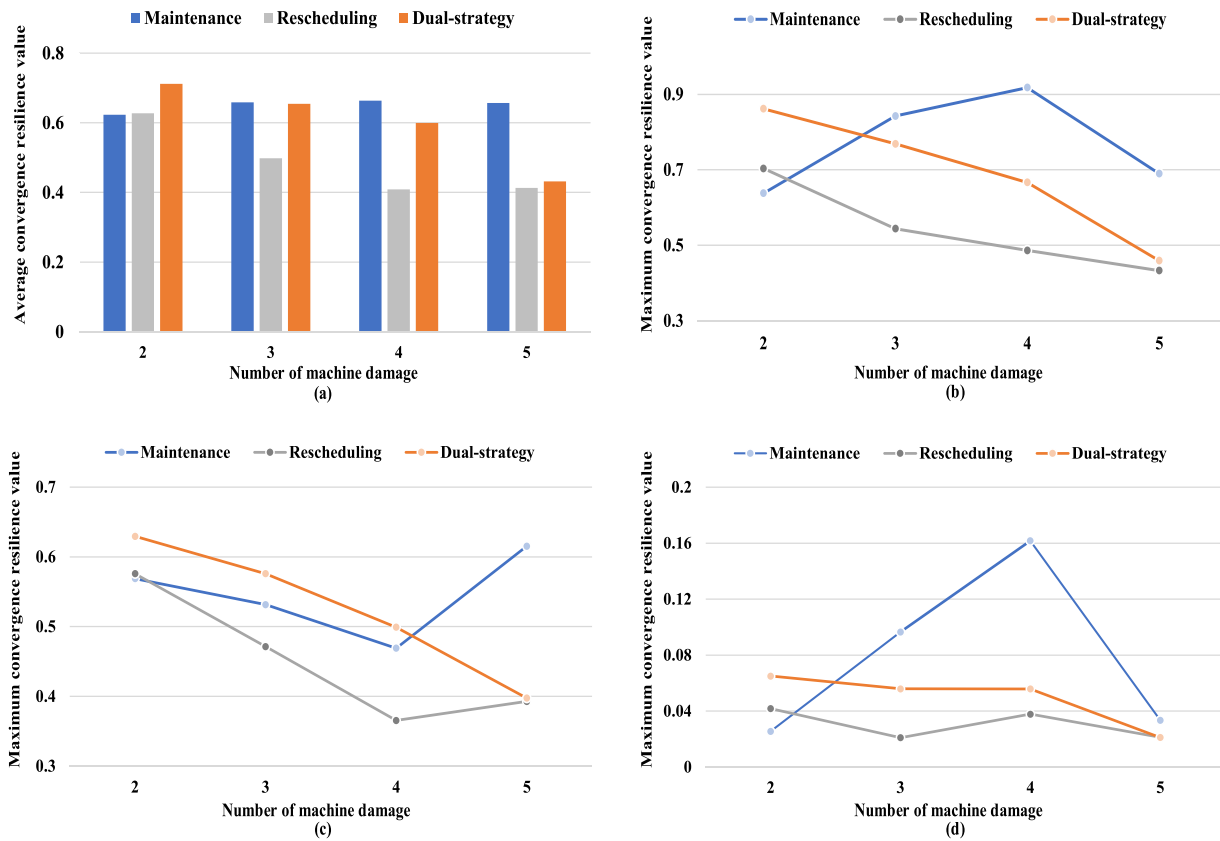 Maintenance Rescheduling Dual-strategy
Average convergence resilience value
0.8
0.6
0.4
0.2
0
2 3 4 5
Number of machine damage
(a)
Maintenance Rescheduling Dual-strategy
Maximum convergence resilience value
0.9
0.7
0.5
0.3
2 3 4 5
Number of machine damage
(b)
Maintenance Rescheduling Dual-strategy
Maximum convergence resilience value
0.7
0.6
0.5
0.4
0.3
2 3 4 5
Number of machine damage
(c)
Maintenance Rescheduling Dual-strategy
Maximum convergence resilience value
0.2
0.16
0.12
0.08
0.04
0
2 3 4 5
Number of machine damage
(d)